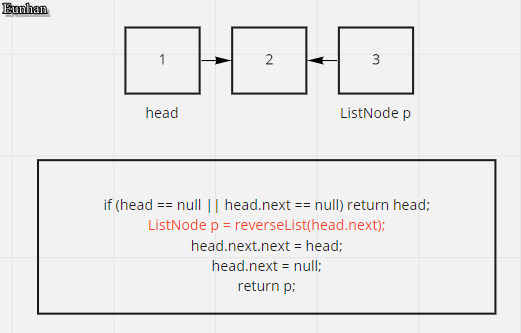 Eunhan
1
2
3
head
ListNode p
if (head == null || head.next == null) return head;
ListNode p = reverseList(head.next);
head.next.next = head;
head.next = null;
return p;